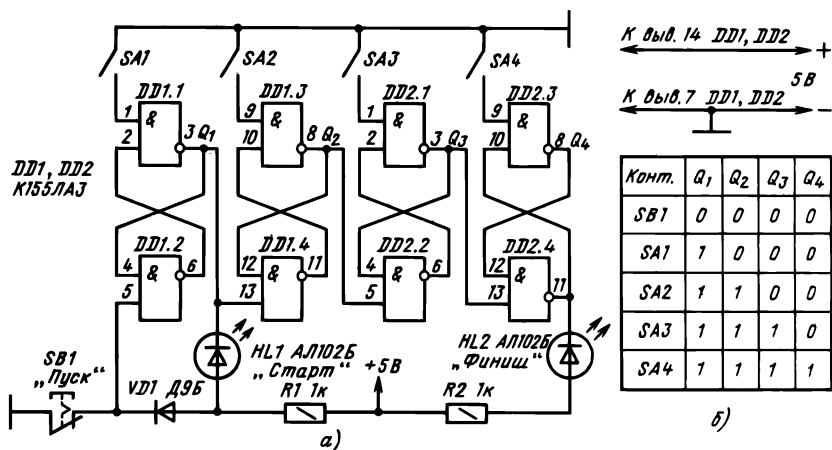 SA1 SA2 SA3 SA4
DD1.1 DD1.3 DD2.1 DD2.3
1 & 9 & 1 & 9 &
2 3 Q1 10 8 Q2 2 3 Q3 10 8 Q4
DD1, DD2
К155ЛА3
DD1.2 DD1.4 DD2.2 DD2.4
4 & 12 & 4 & 12 &
5 6 13 11 5 6 13 11
SB1
„Пуск“
VD1 Д9Б
HL1 АЛ102Б
„Старт“
R1 1к
+5В
HL2 АЛ102Б
„Финиш“
R2 1к
а)
К выв. 14 DD1, DD2 +
5В
К выв. 7 DD1, DD2 –
Конт. Q1 Q2 Q3 Q4
SB1 0 0 0 0
SA1 1 0 0 0
SA2 1 1 0 0
SA3 1 1 1 0
SA4 1 1 1 1
б)